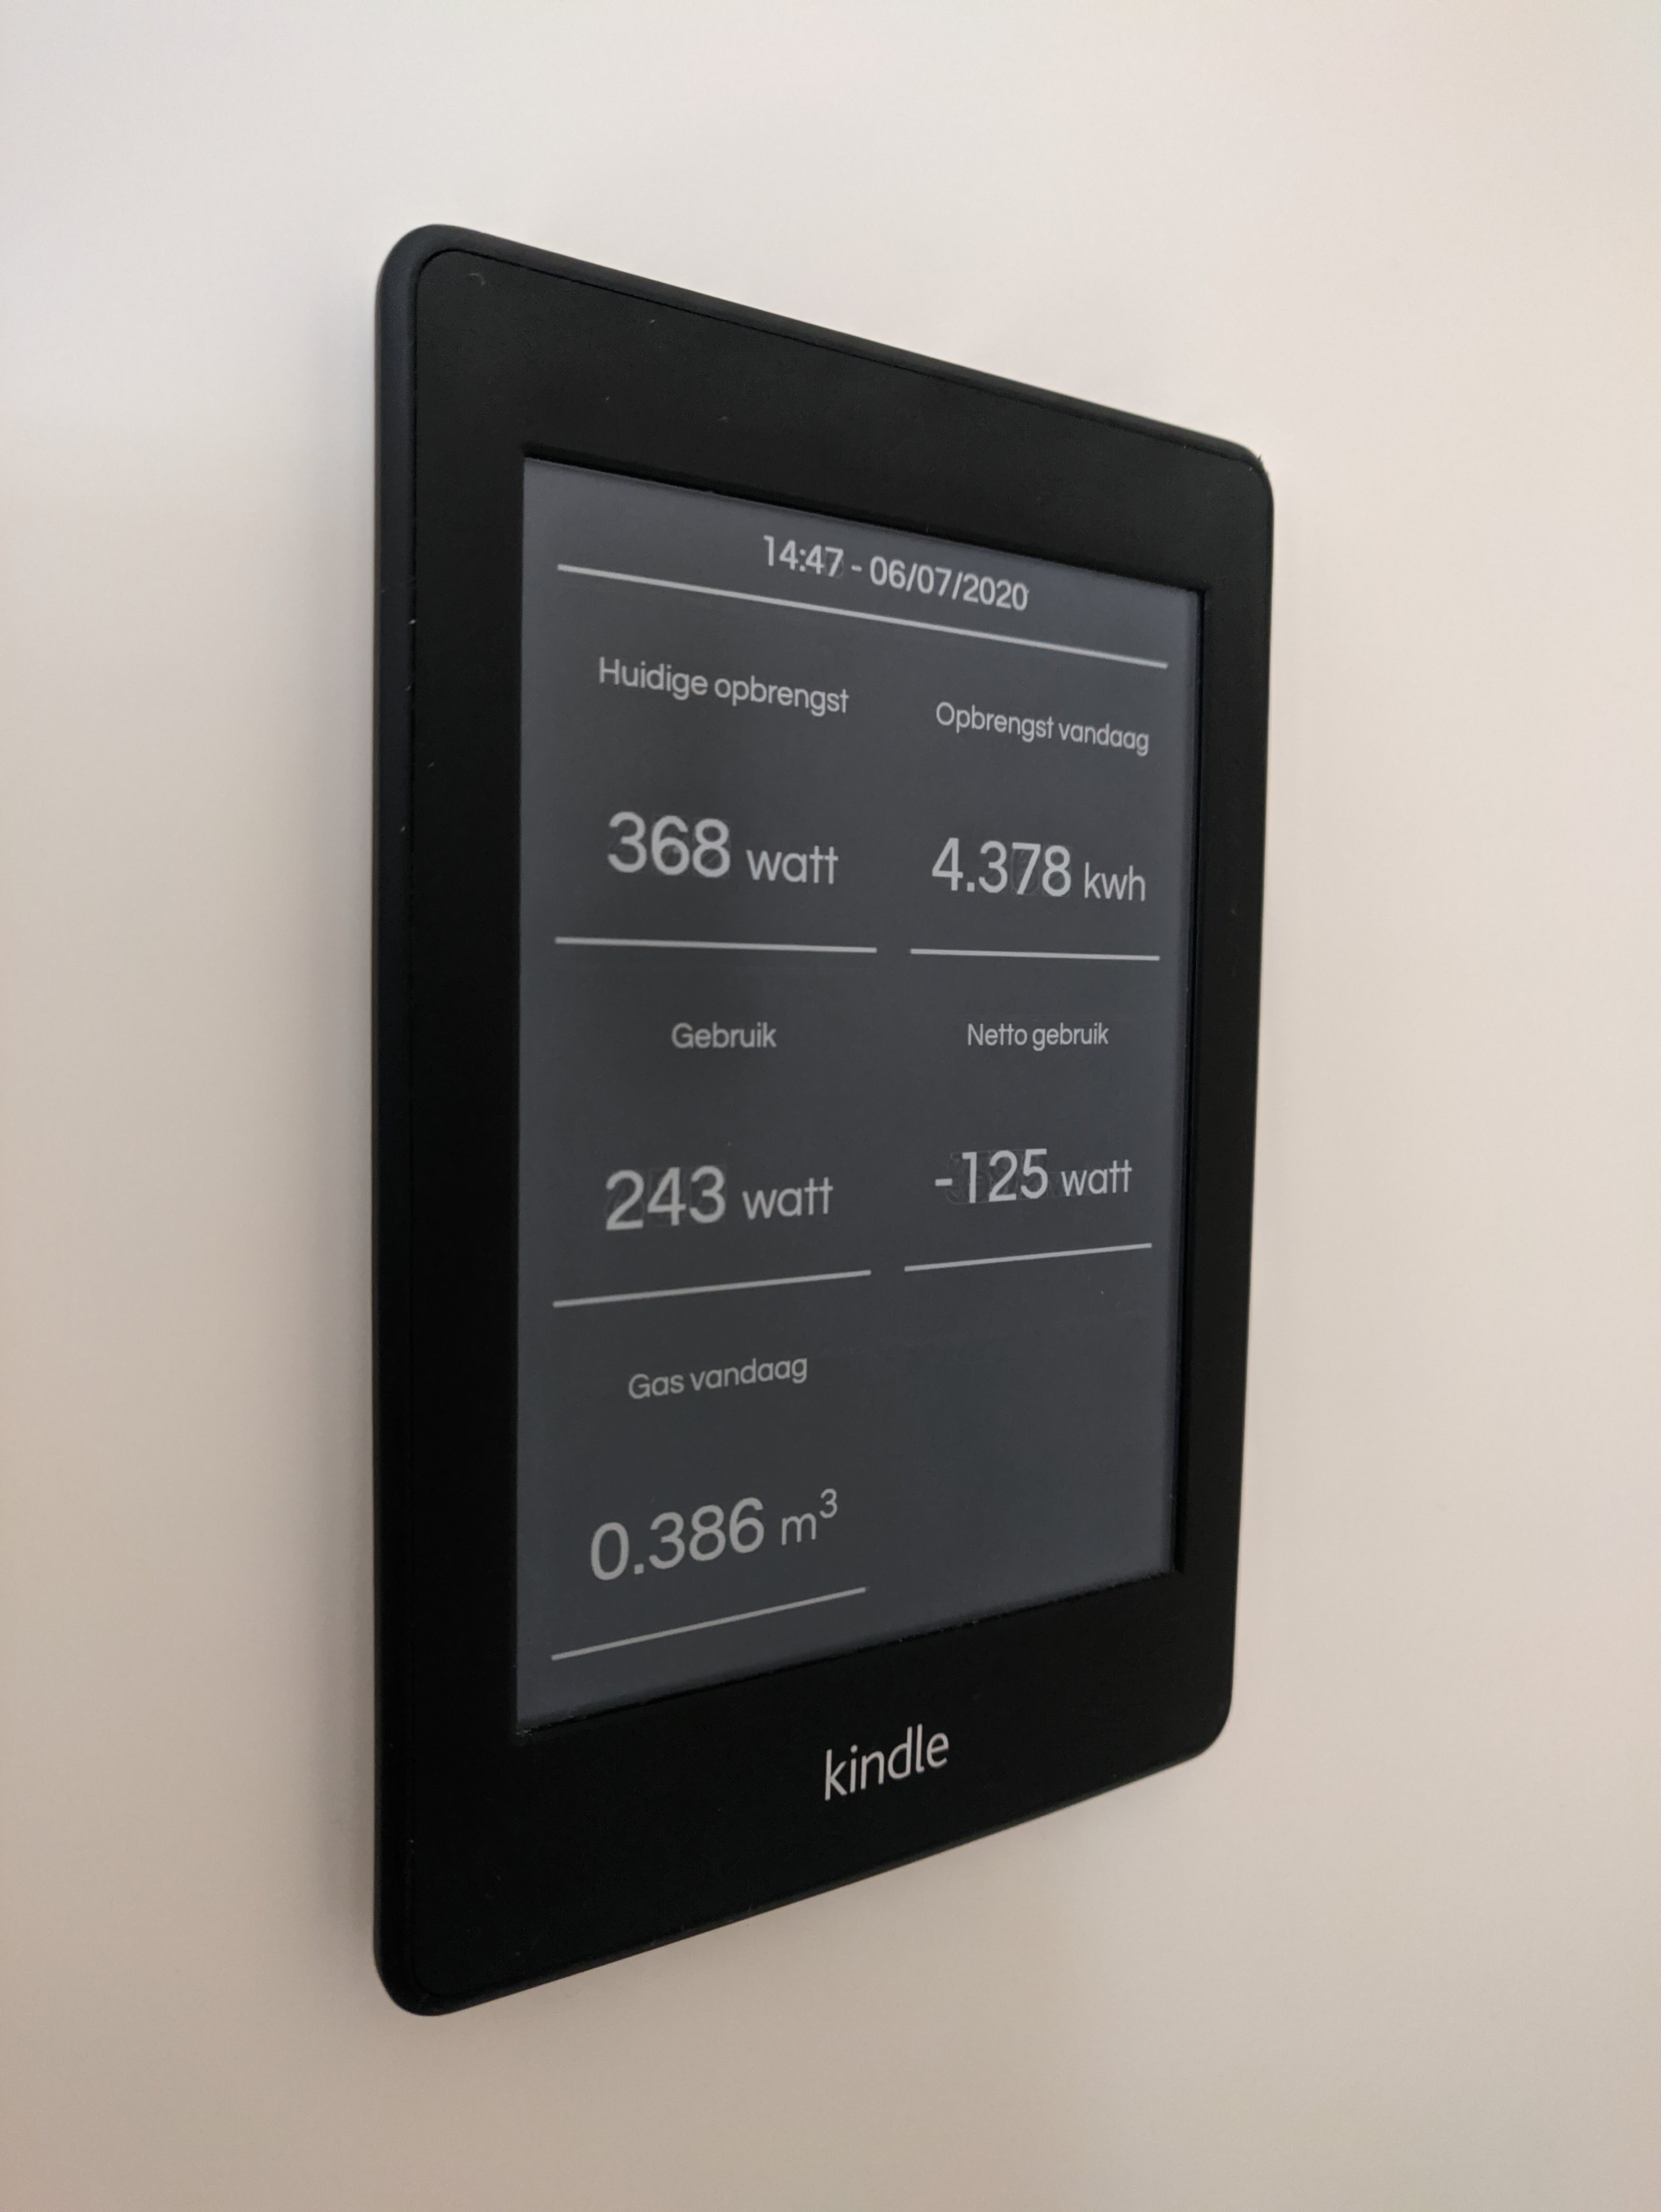 14:47 - 06/07/2020
Huidige opbrengst
368 watt
Opbrengst vandaag
4.378 kwh
Gebruik
243 watt
Netto gebruik
-125 watt
Gas vandaag
0.386 m³
kindle